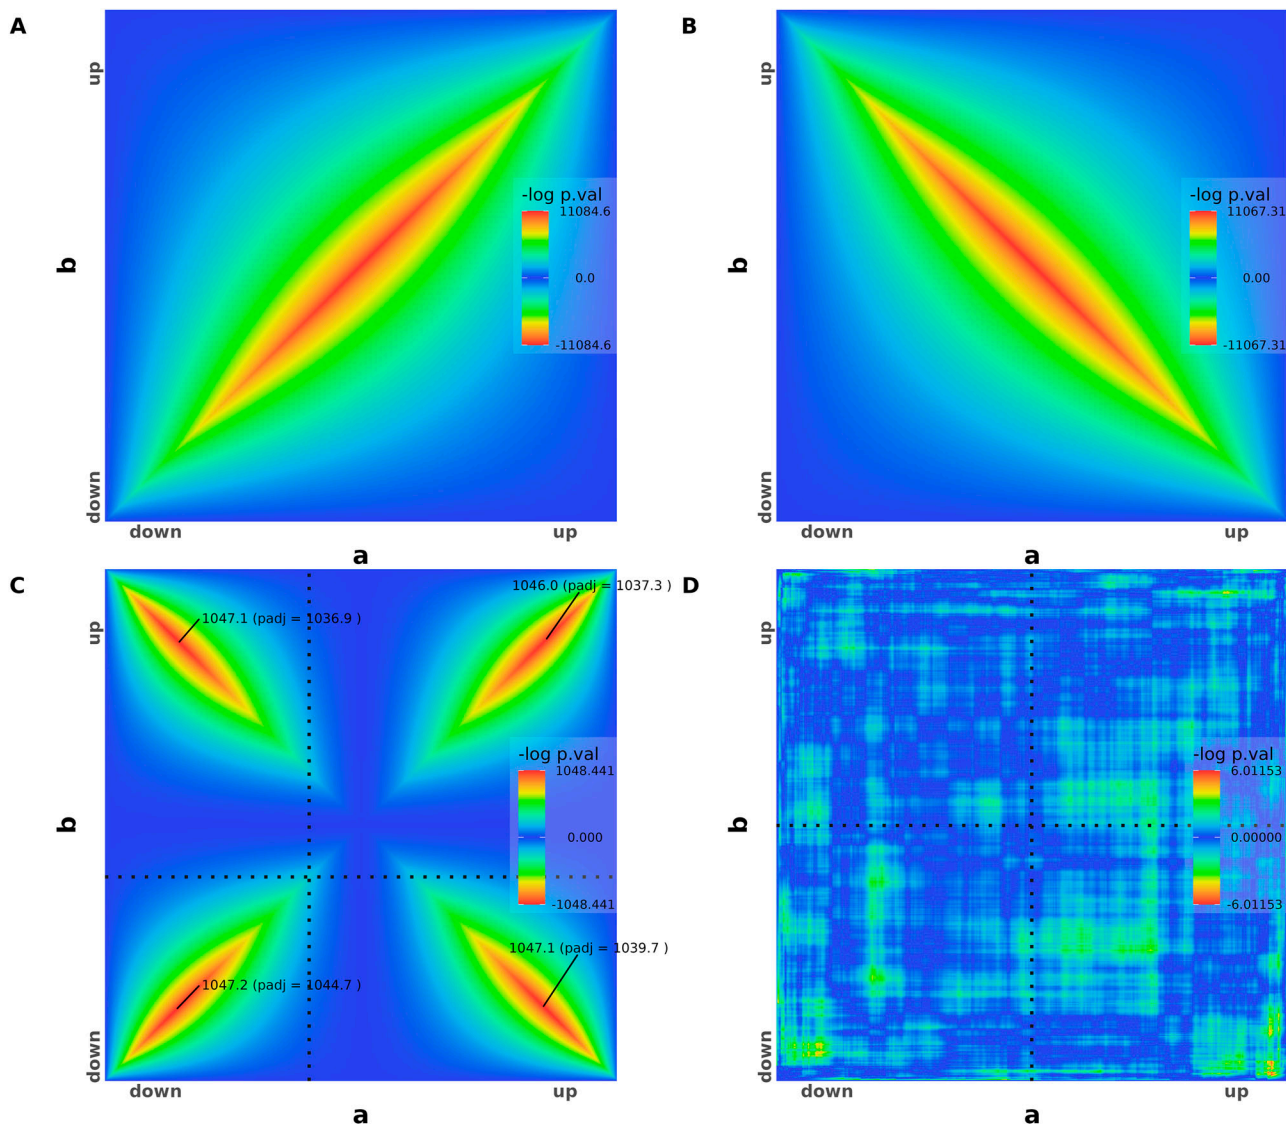 A
up
b
down
-log p.val
11084.6
0.0
-11084.6
down
up
a
B
up
b
down
-log p.val
11067.31
0.00
-11067.31
down
up
a
C
up
b
down
1047.1 (padj = 1036.9 )
1046.0 (padj = 1037.3 )
1047.2 (padj = 1044.7 )
1047.1 (padj = 1039.7 )
-log p.val
1048.441
0.000
-1048.441
down
up
a
D
up
b
down
-log p.val
6.01153
0.00000
-6.01153
down
up
a